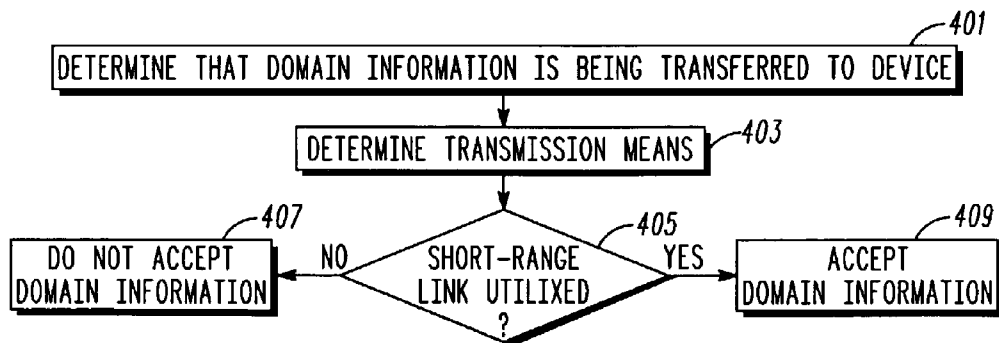 401
DETERMINE THAT DOMAIN INFORMATION IS BEING TRANSFERRED TO DEVICE
403
DETERMINE TRANSMISSION MEANS
405
SHORT-RANGE
LINK UTILIXED
?
NO
YES
407
DO NOT ACCEPT
DOMAIN INFORMATION
409
ACCEPT
DOMAIN INFORMATION